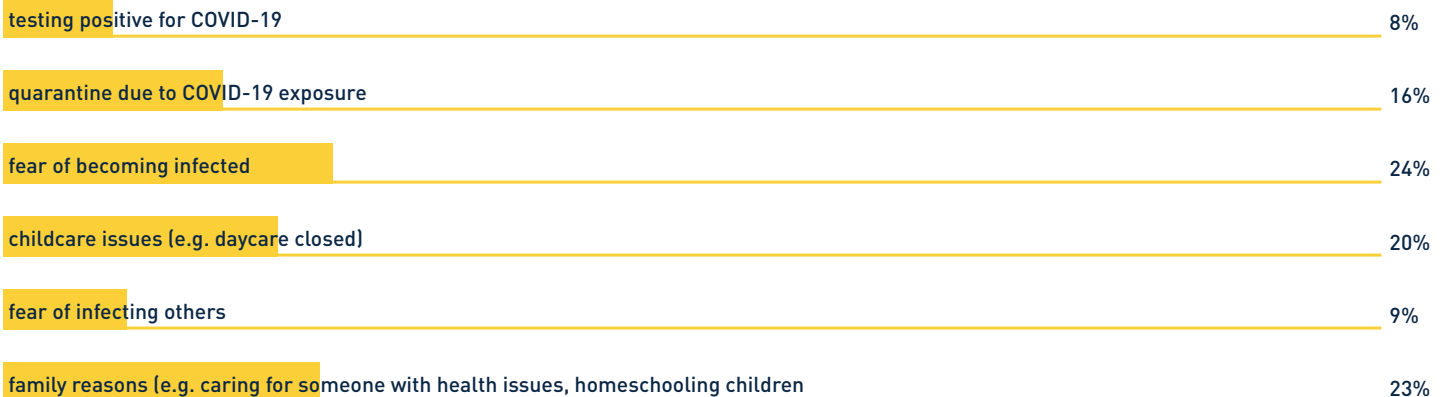 testing positive for COVID-19 8%
quarantine due to COVID-19 exposure 16%
fear of becoming infected 24%
childcare issues (e.g. daycare closed) 20%
fear of infecting others 9%
family reasons (e.g. caring for someone with health issues, homeschooling children 23%